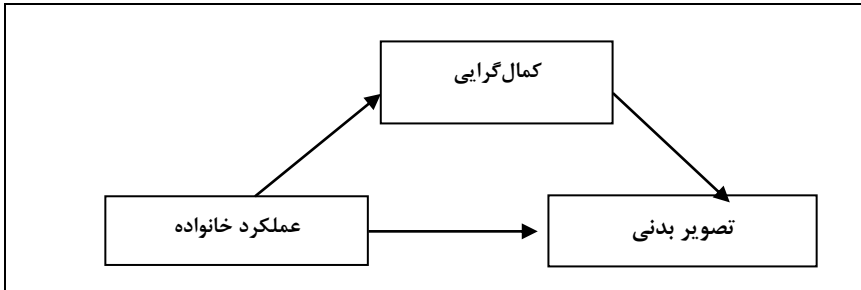 کمال‌گرایی
عملکرد خانواده
تصویر بدنی